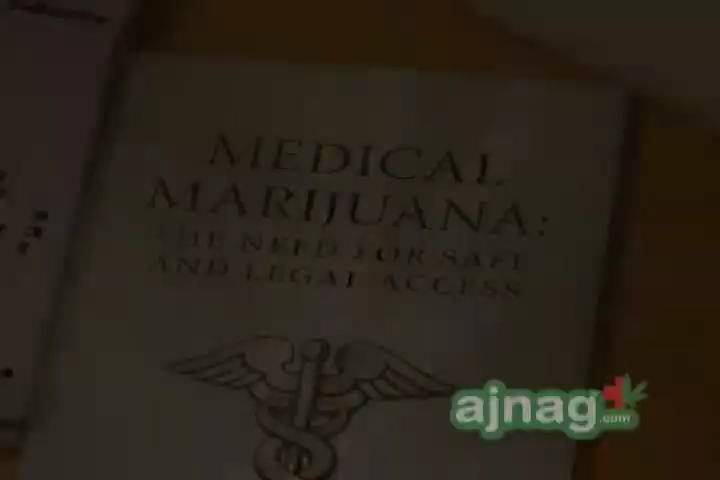 MEDICAL
MARIJUANA:
THE NEED FOR SAFE
AND LEGAL ACCESS
ajnag.com